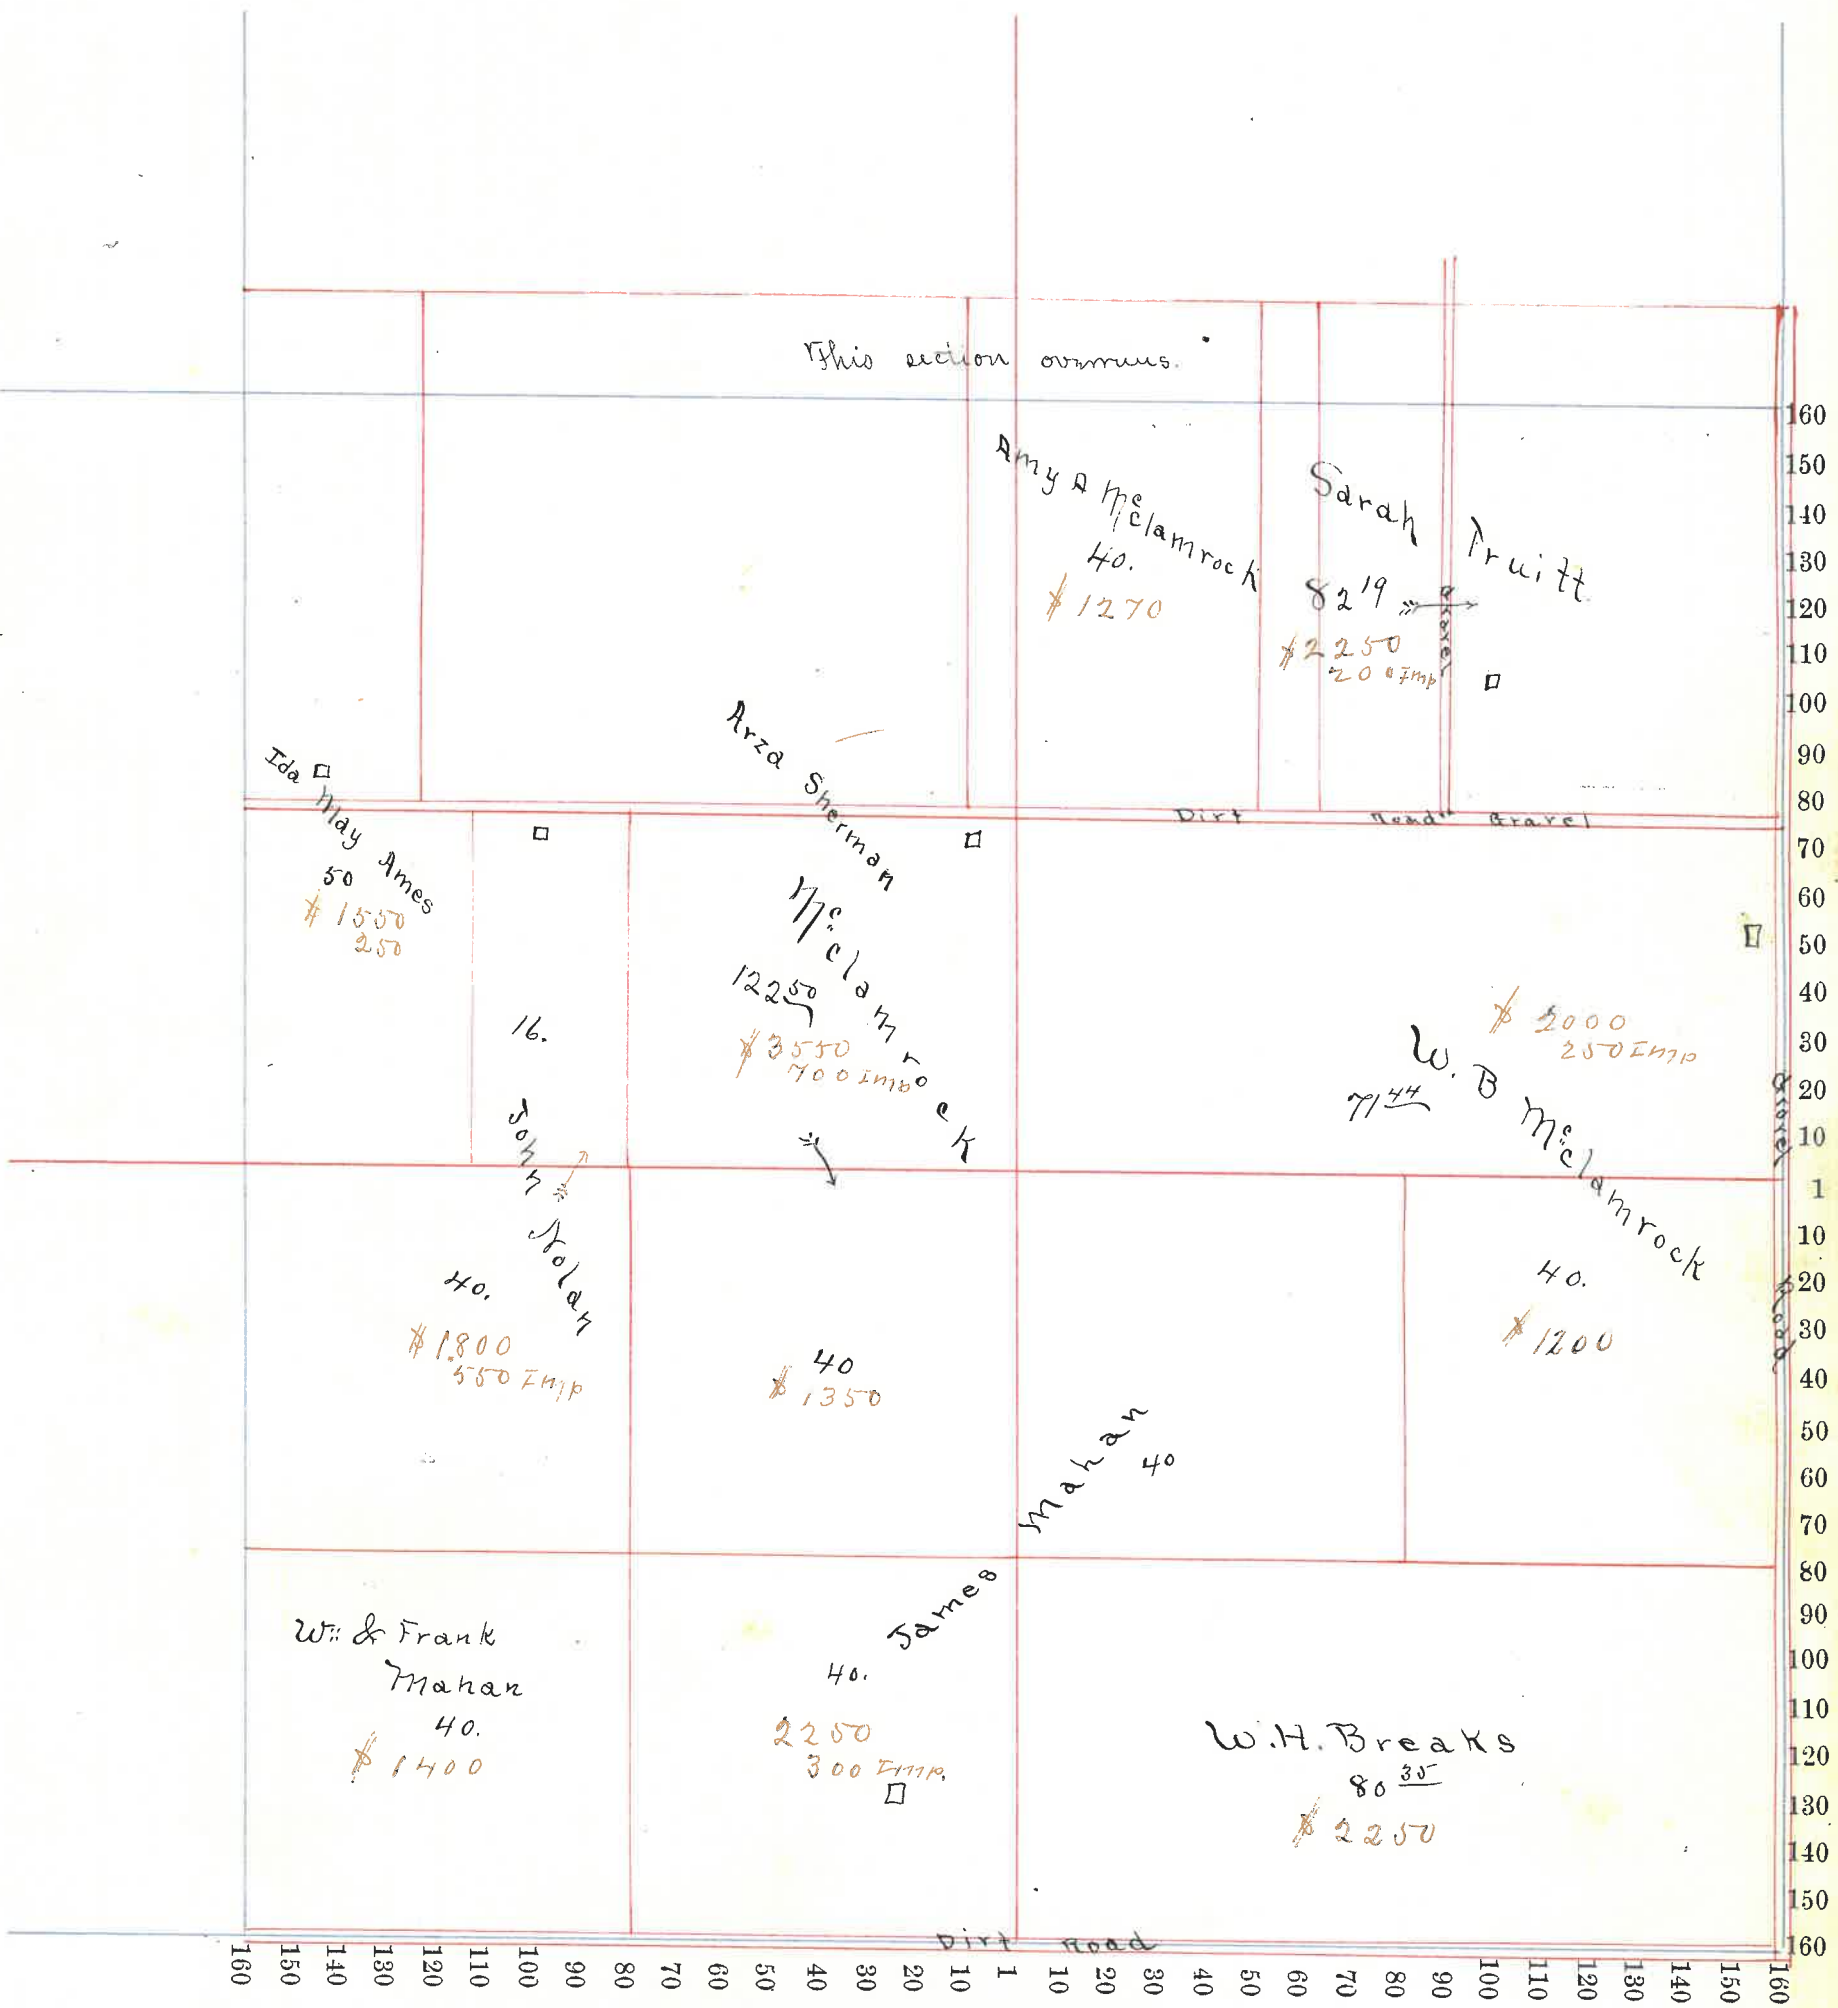 This section overruns.
Amy A McClamrock
40.
$ 1270
Sarah Truitt
82 19
$ 2250
200 Imp
Gravel
Ida May Ames
50
$ 1550
250
Arza Sherman McClamrock
122 50
$ 3550
700 Imp
Dirt Road Gravel
16.
John Nolan
40.
$ 1800
550 Imp
$ 2000
250 Imp
W. B McClamrock
71 44
40.
$ 1200
Gravel Road
40
$ 1350
James Mahan
40
40.
2250
300 Imp.
Wm & Frank
Mahan
40.
$ 1400
W. H. Breaks
80 35
$ 2250
Dirt Road
160
150
140
130
120
110
100
90
80
70
60
50
40
30
20
10
1
10
20
30
40
50
60
70
80
90
100
110
120
130
140
150
160
160 150 140 130 120 110 100 90 80 70 60 50 40 30 20 10 1 10 20 30 40 50 60 70 80 90 100 110 120 130 140 150 160